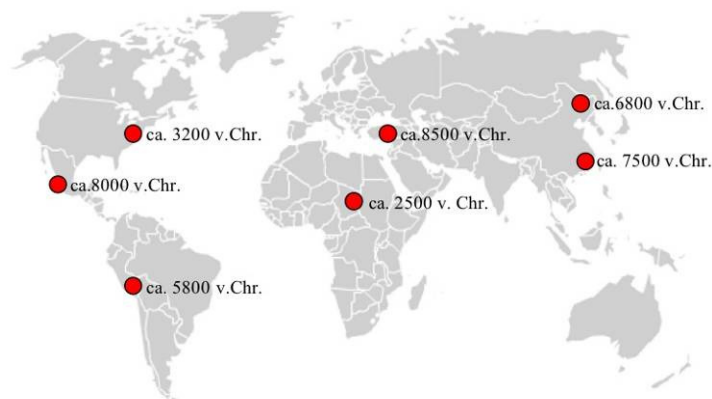 ca.6800 v.Chr.
ca. 3200 v.Chr.
ca.8500 v.Chr.
ca. 7500 v.Chr.
ca.8000 v.Chr.
ca. 2500 v. Chr.
ca. 5800 v.Chr.